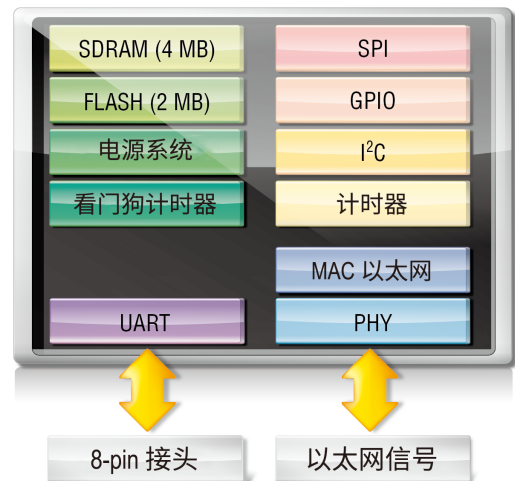 SDRAM (4 MB)
SPI
FLASH (2 MB)
GPIO
电源系统
I²C
看门狗计时器
计时器
MAC 以太网
UART
PHY
8-pin 接头
以太网信号